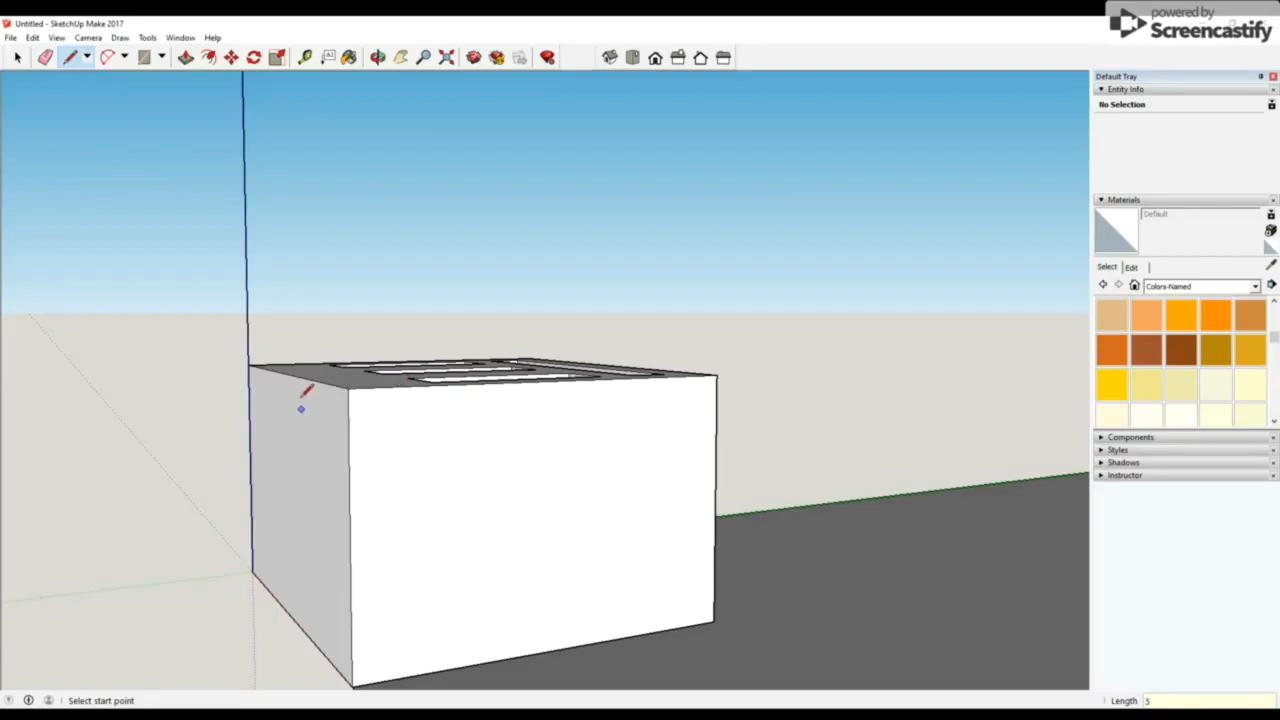 Untitled - SketchUp Make 2017
powered by
Screencastify
File Edit View Camera Draw Tools Window Help
Default Tray
Entity Info
No Selection
Materials
Default
Select Edit
Colors-Named
Components
Styles
Shadows
Instructor
Select start point
Length 5